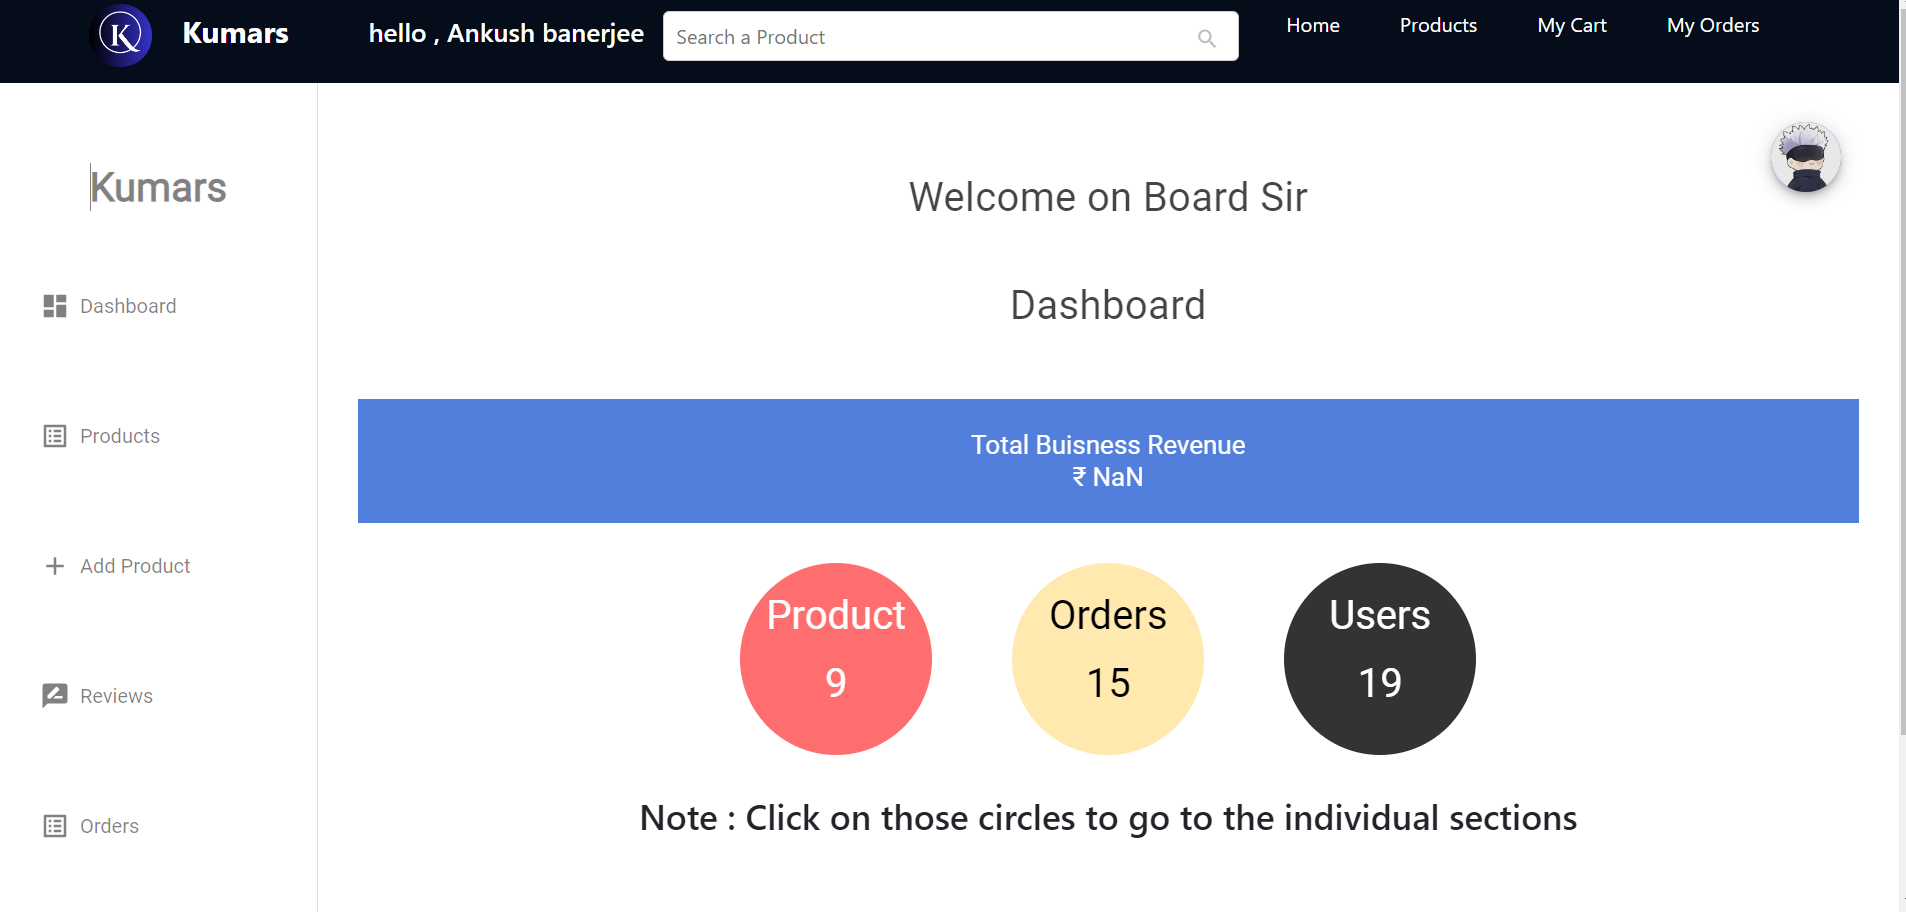 K
Kumars
hello , Ankush banerjee
Search a Product
Home
Products
My Cart
My Orders
Kumars
Dashboard
Products
Add Product
Reviews
Orders
Welcome on Board Sir
Dashboard
Total Buisness Revenue
₹ NaN
Product
9
Orders
15
Users
19
Note : Click on those circles to go to the individual sections